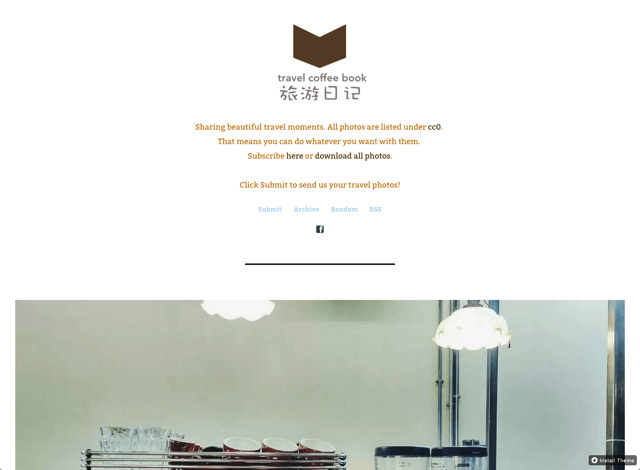 travel coffee book
旅游日记
Sharing beautiful travel moments. All photos are listed under cc0.
That means you can do whatever you want with them.
Subscribe here or download all photos.
Click Submit to send us your travel photos!
Submit Archive Random RSS
Install Theme